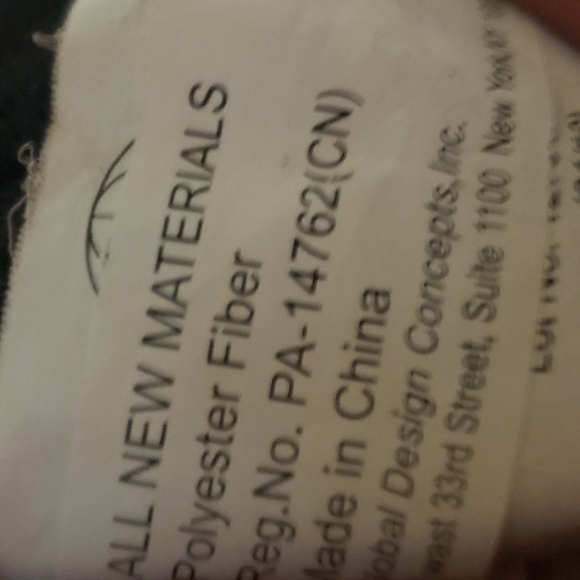 ALL NEW MATERIALS
Polyester Fiber
Reg.No. PA-14762(CN)
Made in China
lobal Design Concepts,Inc.
33rd Street, Suite 1100 New York